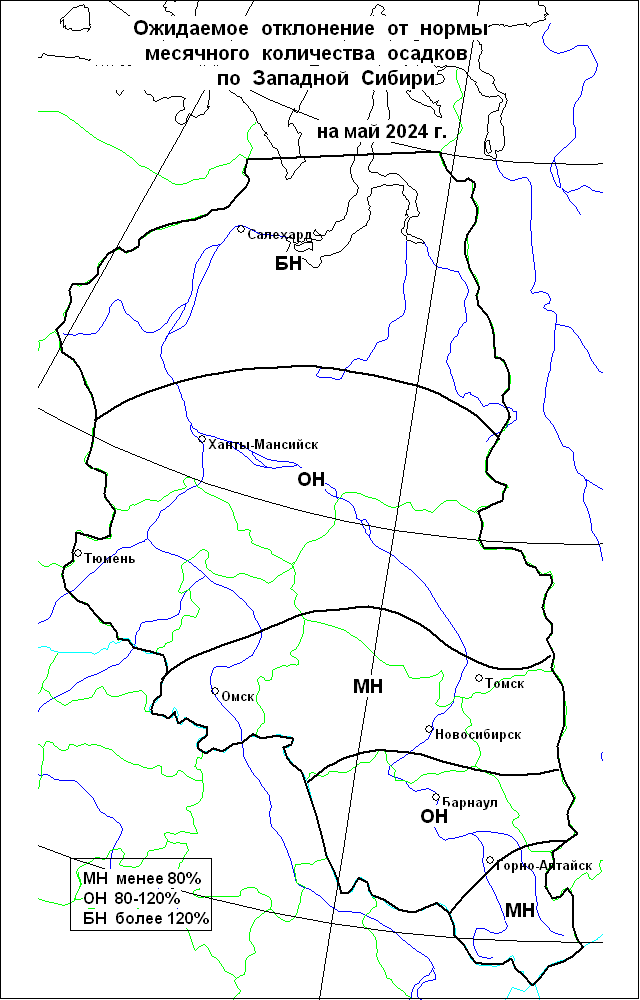 Ожидаемое отклонение от нормы
месячного количества осадков
по Западной Сибири
на май 2024 г.
Салехард
БН
Ханты-Мансийск
ОН
Тюмень
МН
Томск
Омск
Новосибирск
Барнаул
ОН
Горно-Алтайск
МН
МН менее 80%
ОН 80-120%
БН более 120%